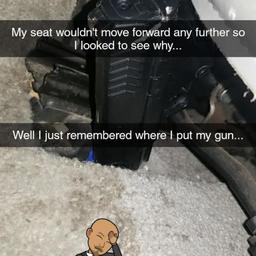 My seat wouldn't move forward any further so
I looked to see why...
Well I just remembered where I put my gun...